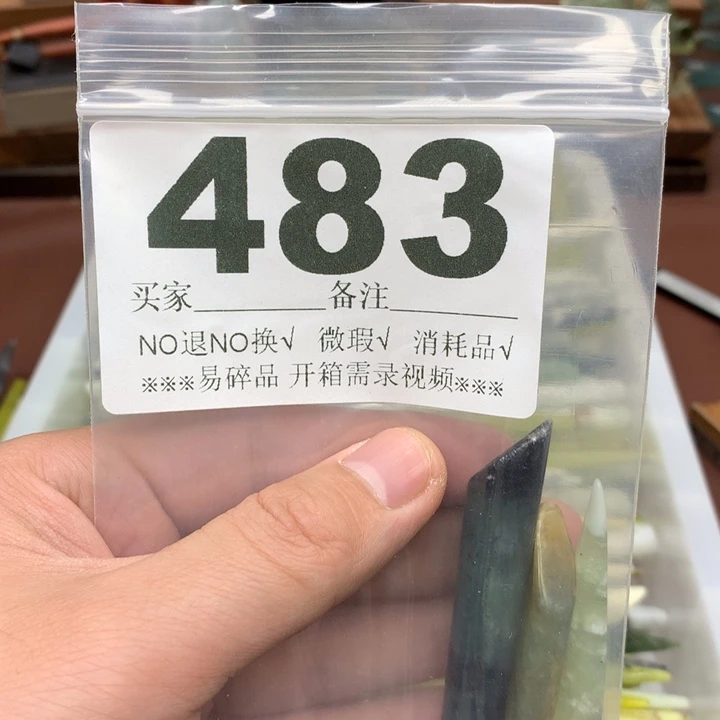 483
买家________备注________
NO退NO换√ 微瑕√ 消耗品√
※※※易碎品 开箱需录视频※※※